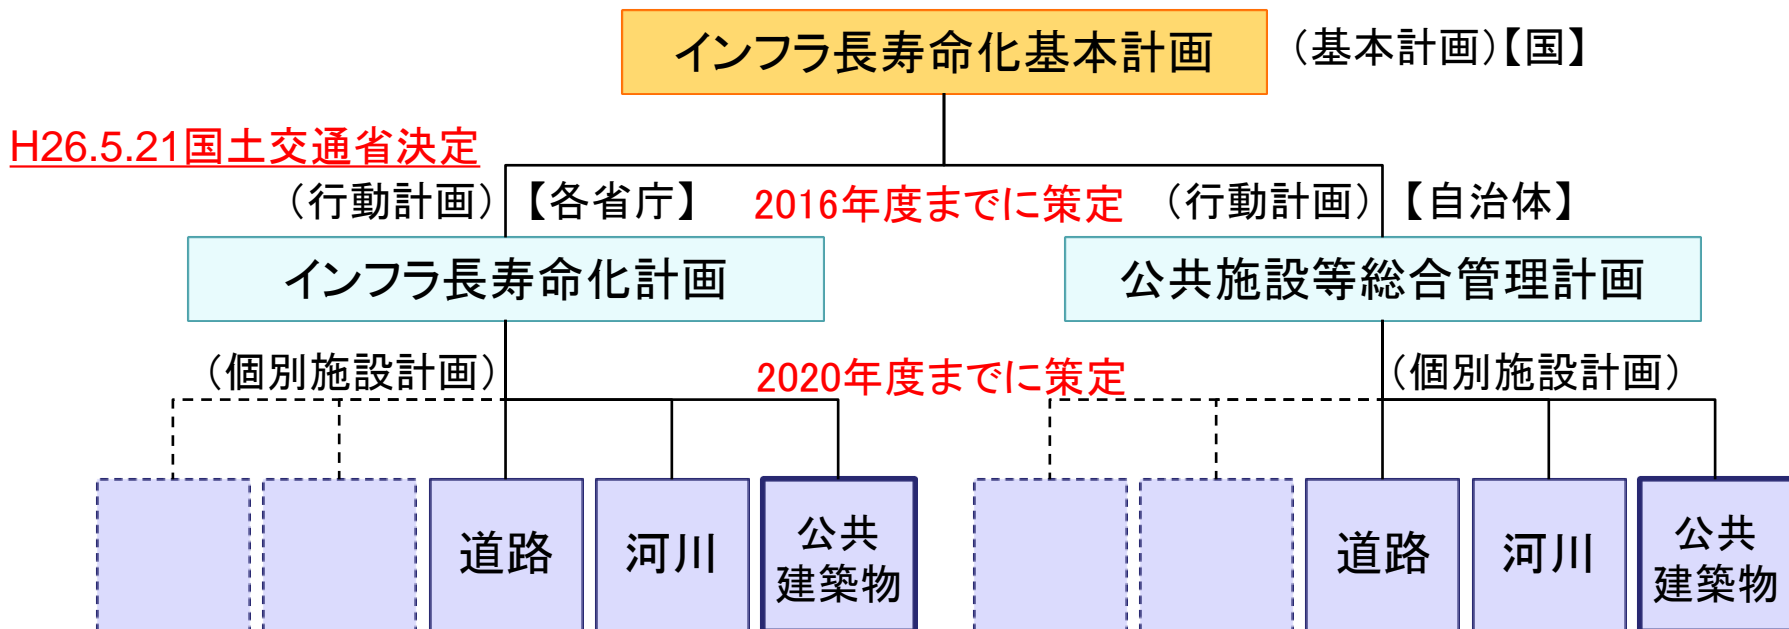 インフラ長寿命化基本計画 (基本計画)【国】
H26.5.21国土交通省決定
(行動計画)【各省庁】 2016年度までに策定 (行動計画)【自治体】
インフラ長寿命化計画 公共施設等総合管理計画
(個別施設計画) 2020年度までに策定 (個別施設計画)
道路 河川 公共
建築物 道路 河川 公共
建築物